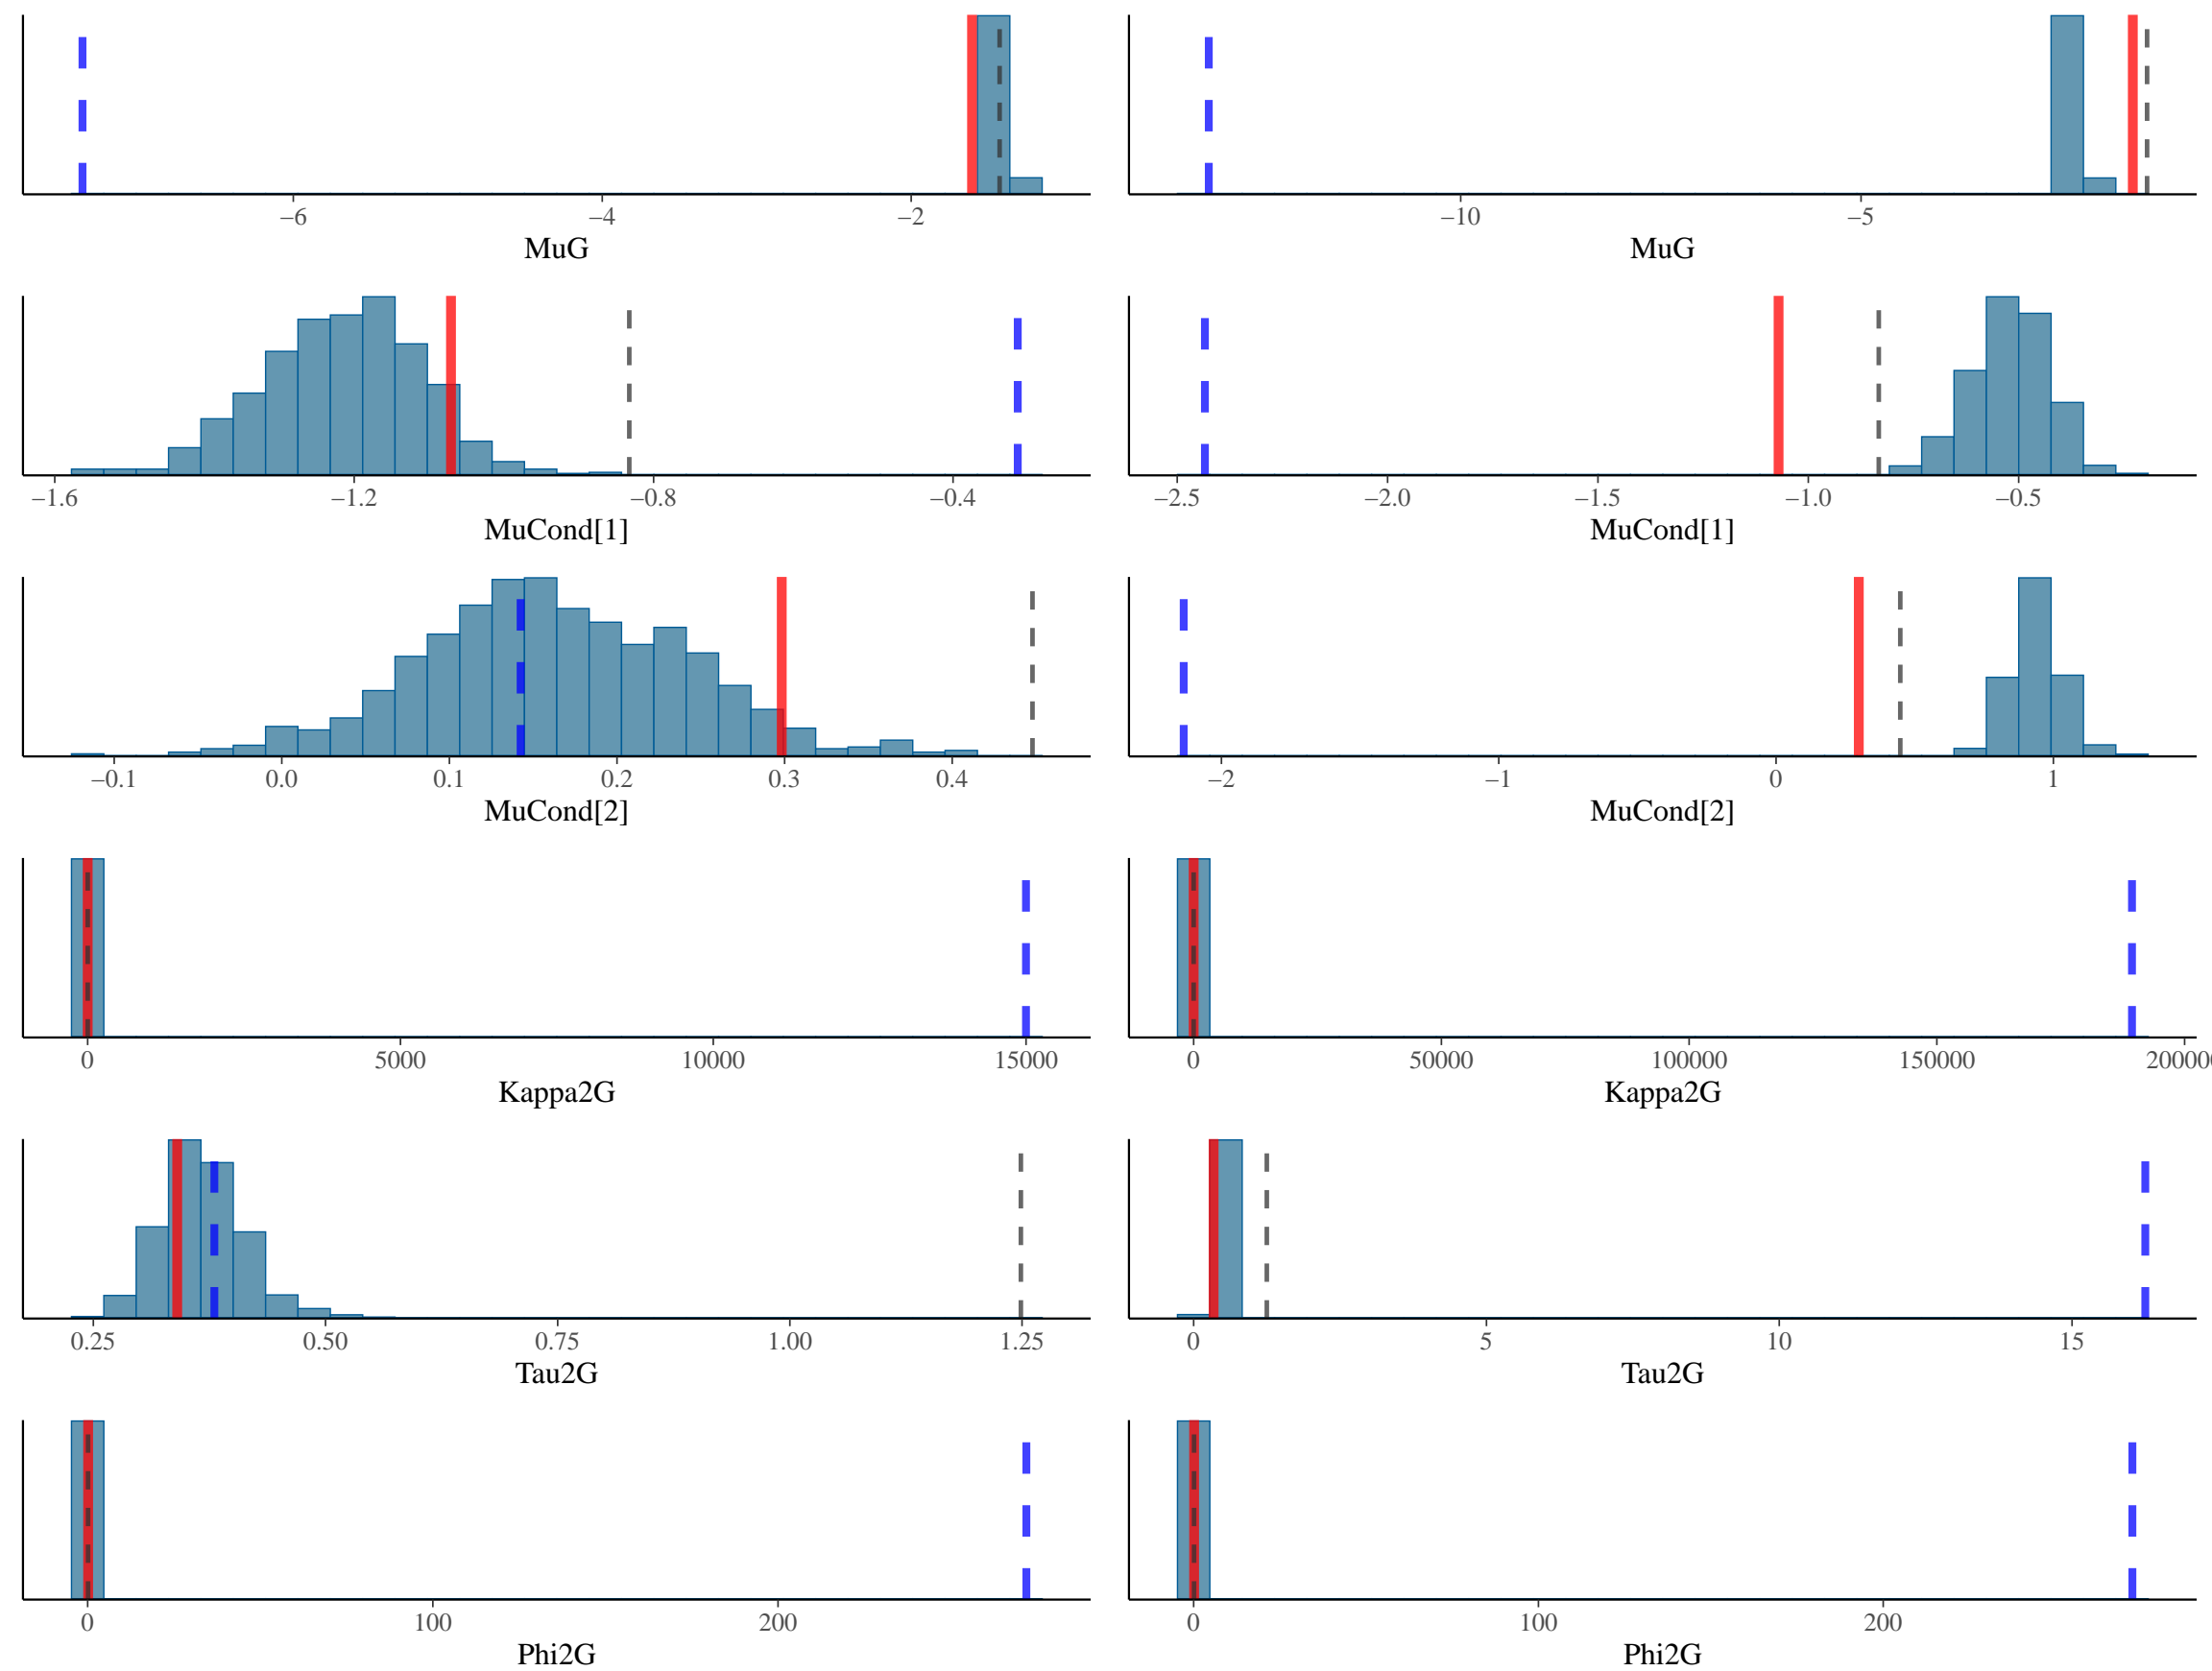 −6 −4 −2
MuG
−10 −5
MuG
−1.6 −1.2 −0.8 −0.4
MuCond[1]
−2.5 −2.0 −1.5 −1.0 −0.5
MuCond[1]
−0.1 0.0 0.1 0.2 0.3 0.4
MuCond[2]
−2 −1 0 1
MuCond[2]
0 5000 10000 15000
Kappa2G
0 50000 100000 150000 200000
Kappa2G
0.25 0.50 0.75 1.00 1.25
Tau2G
0 5 10 15
Tau2G
0 100 200
Phi2G
0 100 200
Phi2G